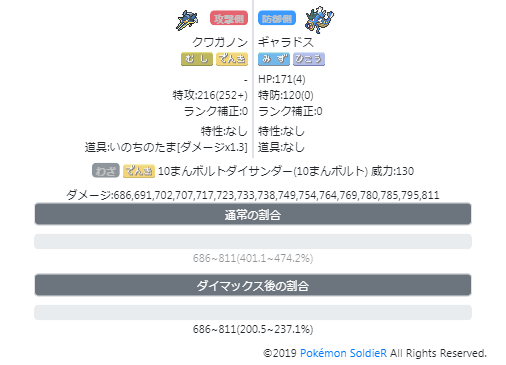 攻撃側
防御側
クワガノン
ギャラドス
むし でんき
みず ひこう
-
HP:171(4)
特攻:216(252+)
特防:120(0)
ランク補正:0
ランク補正:0
特性:なし
特性:なし
道具:いのちのたま[ダメージx1.3]
道具:なし
わざ でんき 10まんボルトダイサンダー(10まんボルト) 威力:130
ダメージ:686,691,702,707,717,723,733,738,749,754,764,769,780,785,795,811
通常の割合
686~811(401.1~474.2%)
ダイマックス後の割合
686~811(200.5~237.1%)
©2019 Pokémon SoldieR All Rights Reserved.